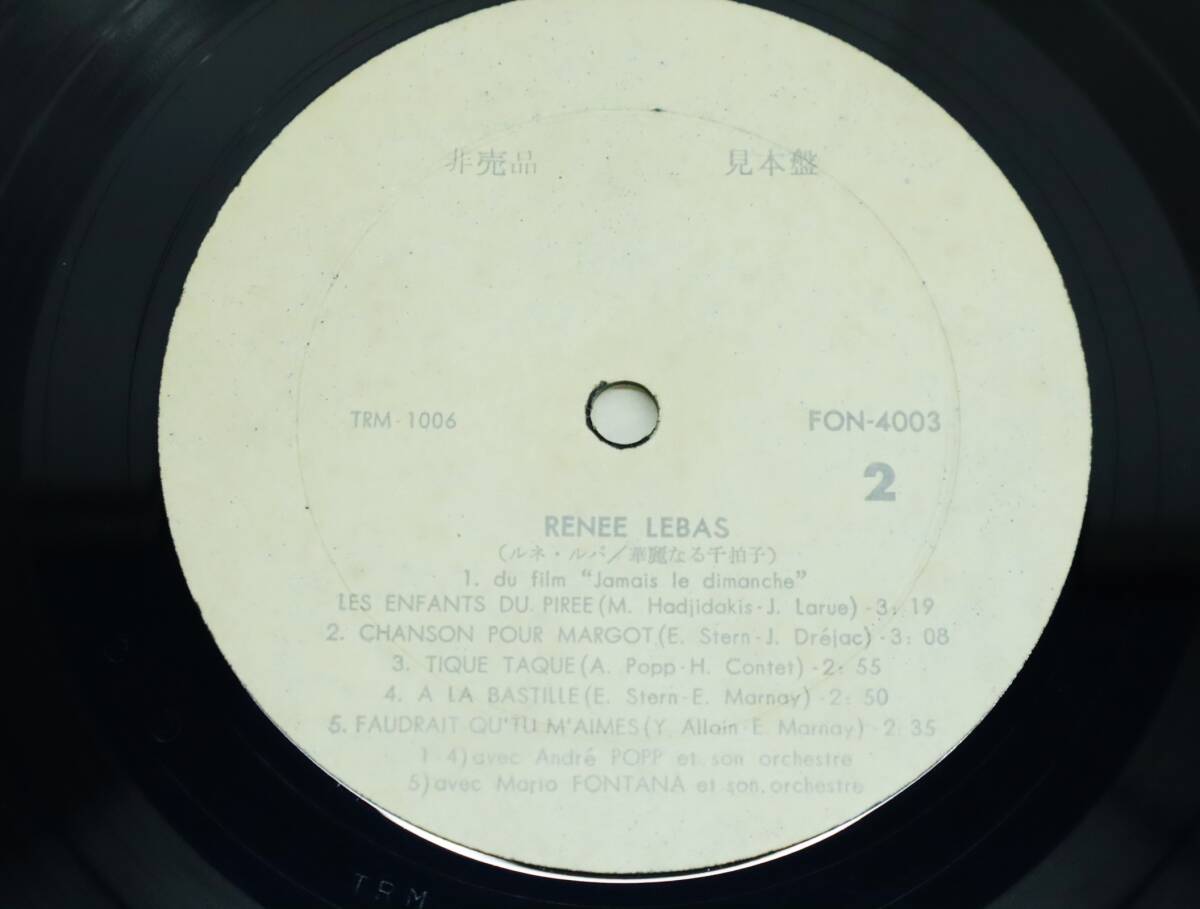 非売品 見本盤
TRM-1006 FON-4003
2
RENEE LEBAS
(ルネ・ルバ/華麗なる千拍子)
1. du film "Jamais le dimanche"
LES ENFANTS DU PIREE (M. Hadjidakis-J. Larue)-3:19
2. CHANSON POUR MARGOT (E. Stern-J. Dréjac)-3:08
3. TIQUE TAQUE (A. Popp-H. Contet)-2:55
4. A LA BASTILLE (E. Stern-E. Marnay)-2:50
5. FAUDRAIT QU'TU M'AIMES (Y. Allain-E. Marnay)-2:35
1-4) avec André POPP et son orchestre
5) avec Mario FONTANA et son orchestre
TRM